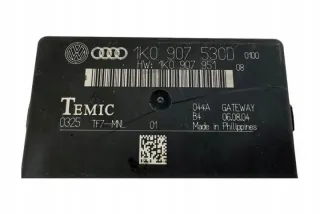 1K0 907 530D 0100
HW: 1K0 907 951 08
TEMIC 044A GATEWAY
0325 TF7-MNL 01 B4 06.08.04
Made in Philippines